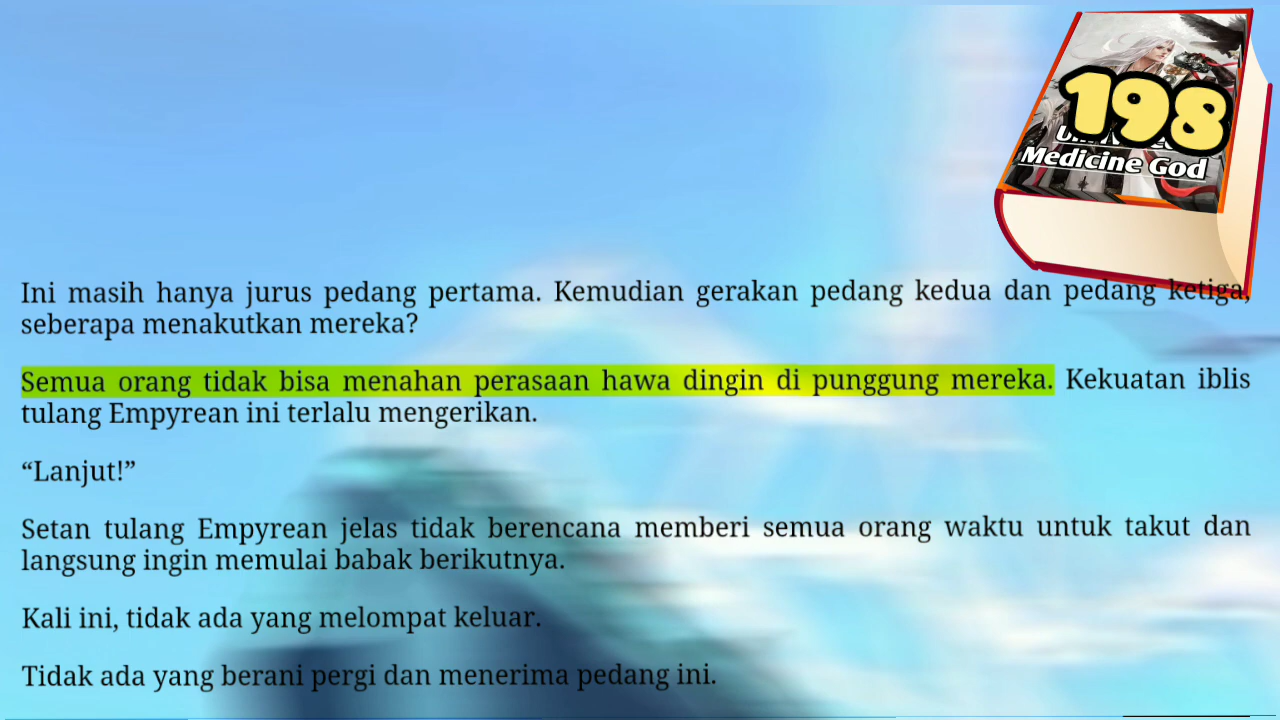 198
Medicine God
Ini masih hanya jurus pedang pertama. Kemudian gerakan pedang kedua dan pedang ketiga,
seberapa menakutkan mereka?
Semua orang tidak bisa menahan perasaan hawa dingin di punggung mereka. Kekuatan iblis
tulang Empyrean ini terlalu mengerikan.
“Lanjut!”
Setan tulang Empyrean jelas tidak berencana memberi semua orang waktu untuk takut dan
langsung ingin memulai babak berikutnya.
Kali ini, tidak ada yang melompat keluar.
Tidak ada yang berani pergi dan menerima pedang ini.